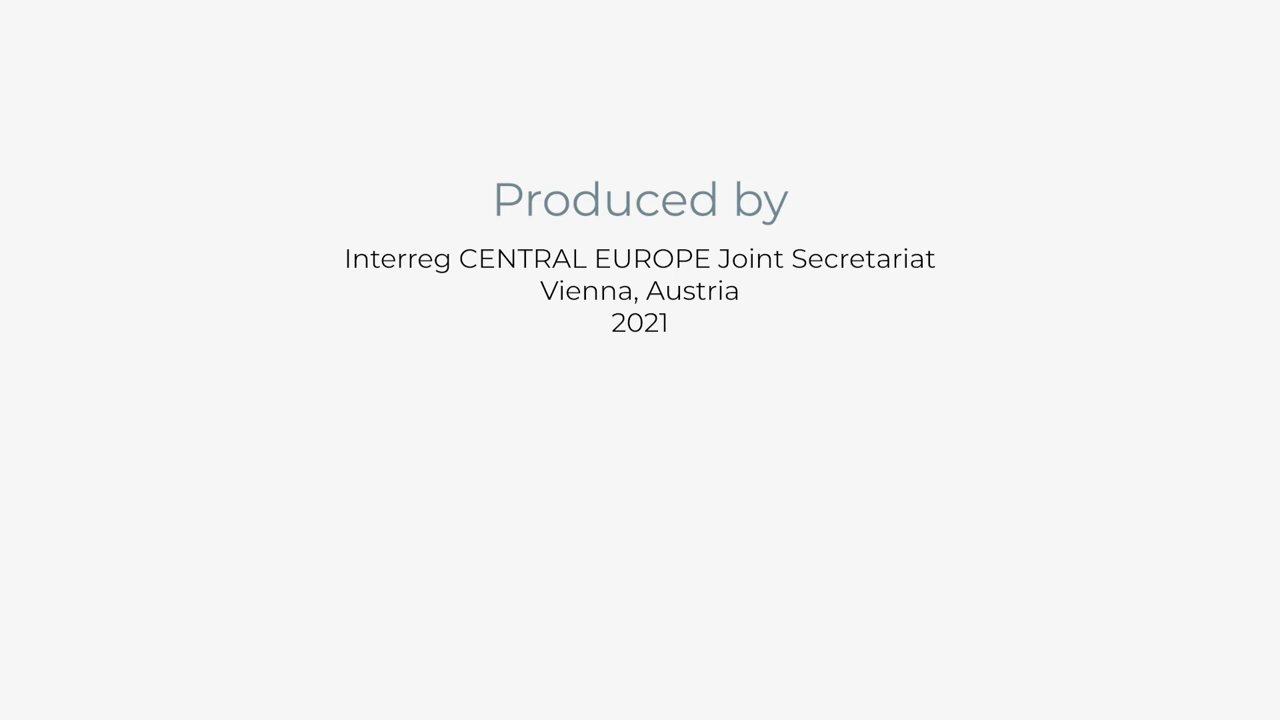 Produced by
Interreg CENTRAL EUROPE Joint Secretariat
Vienna, Austria
2021